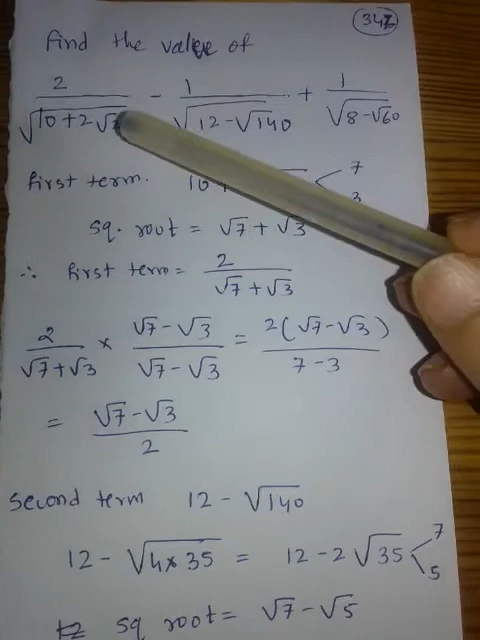 347
Find the value of
2/√10+2√ - 1/√12-√140 + 1/√8-√60
First term. 10 < 7 3
sq. root = √7 + √3
∴ First term = 2/√7+√3
2/√7+√3 × √7-√3/√7-√3 = 2(√7-√3)/7-3
= √7-√3/2
Second term 12 - √140
12 - √4×35 = 12-2√35 < 7 5
sq root = √7 - √5